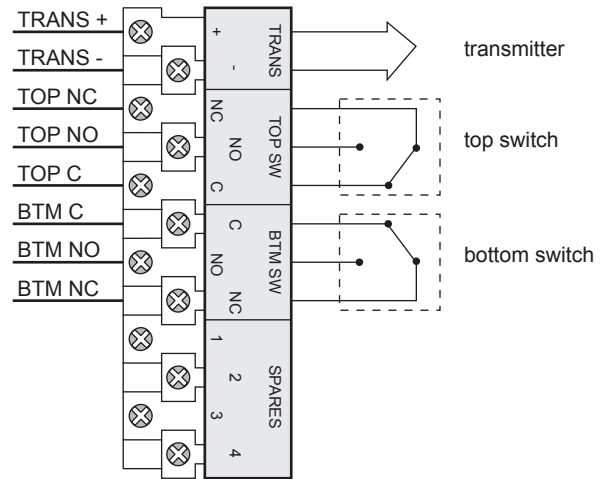 TRANS +
TRANS -
TOP NC
TOP NO
TOP C
BTM C
BTM NO
BTM NC
+
-
TRANS
NC
NO
C
TOP SW
C
NO
NC
BTM SW
1
2
3
4
SPARES
transmitter
top switch
bottom switch